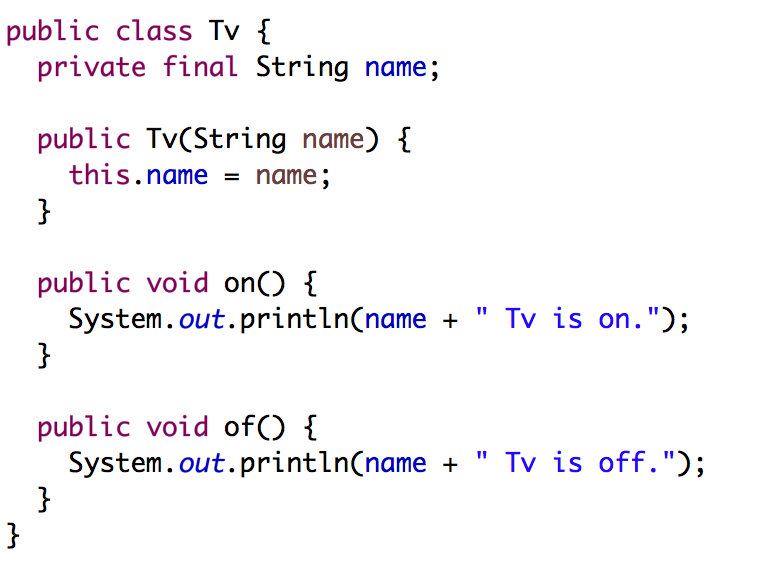 public class Tv {
  private final String name;
  public Tv(String name) {
    this.name = name;
  }
  public void on() {
    System.out.println(name + " Tv is on.");
  }
  public void of() {
    System.out.println(name + " Tv is off.");
  }
}